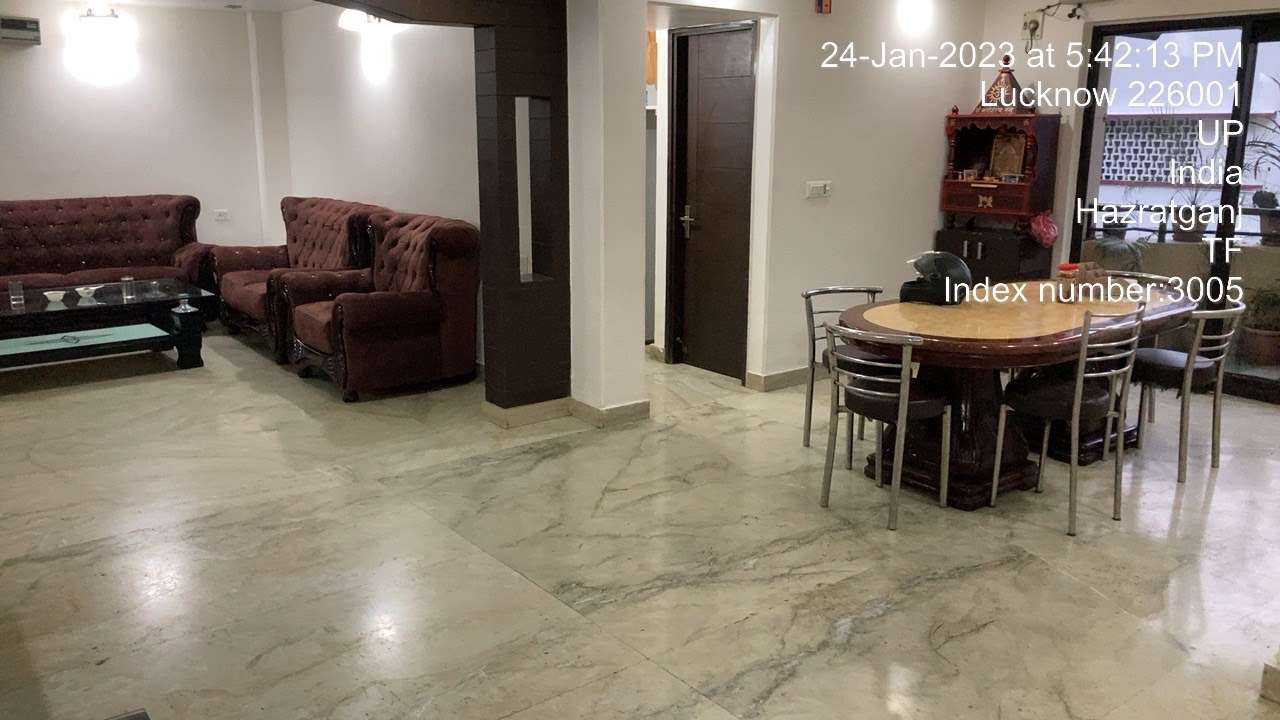 24-Jan-2023 at 5:42:13 PM
Lucknow 226001
UP
India
Hazratganj
TF
Index number:3005